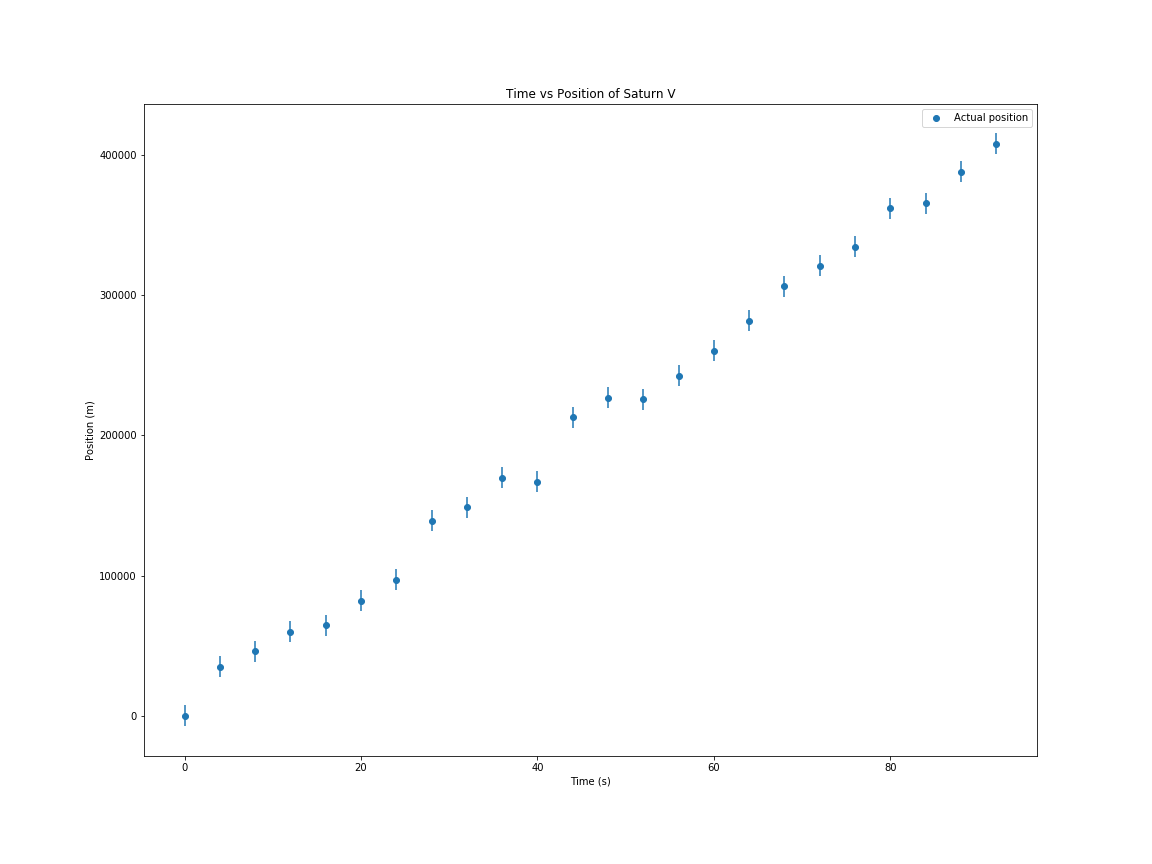 Time vs Position of Saturn V
Actual position
400000
300000
200000
100000
0
Position (m)
0 20 40 60 80
Time (s)